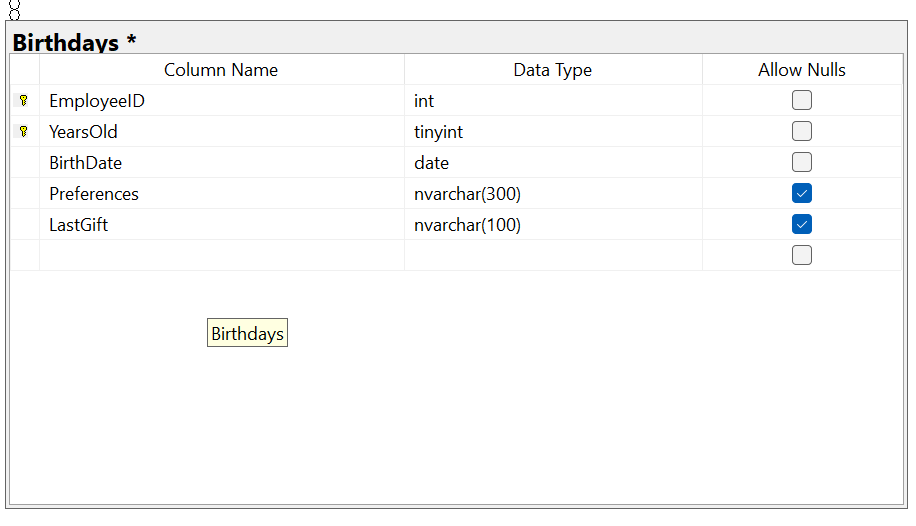 Birthdays *
Column Name Data Type Allow Nulls
EmployeeID int
YearsOld tinyint
BirthDate date
Preferences nvarchar(300)
LastGift nvarchar(100)
Birthdays